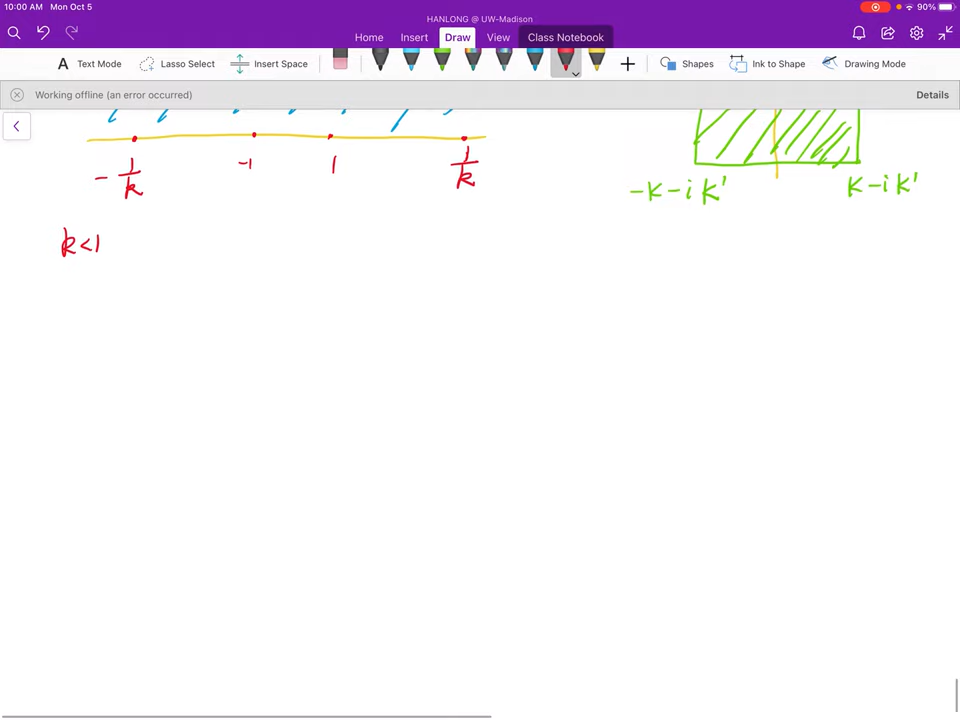 10:00 AM Mon Oct 5
90%
HANLONG @ UW-Madison
Home Insert Draw View Class Notebook
A Text Mode Lasso Select Insert Space Shapes Ink to Shape Drawing Mode
Working offline (an error occurred) Details
-1/k -1 1 1/k
-K-iK' K-iK'
k<1